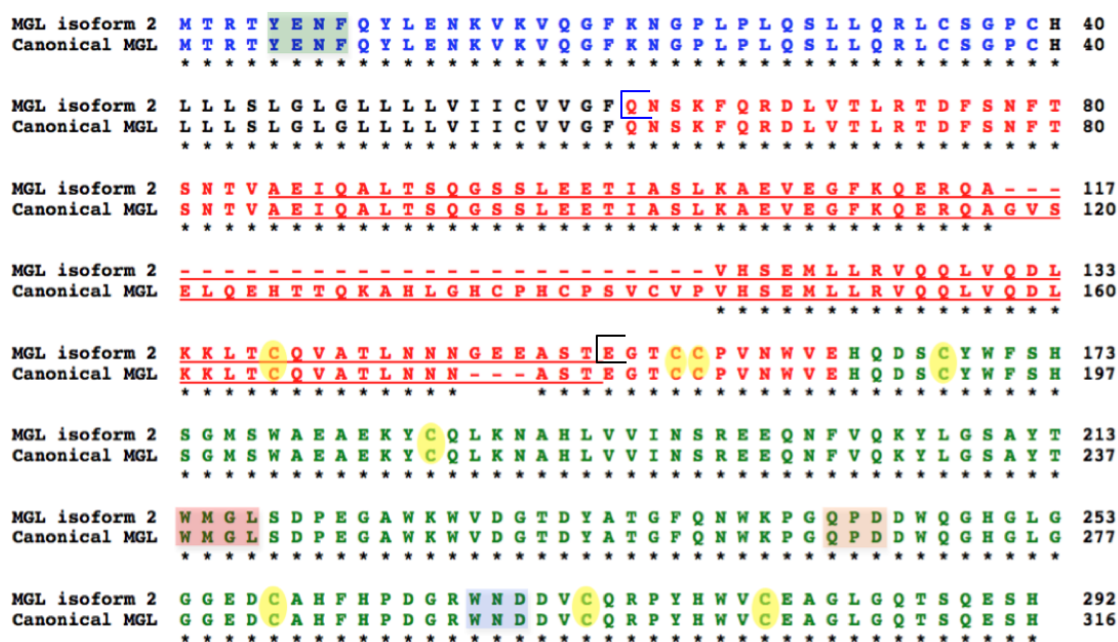 MGL isoform 2 M T R T Y E N F Q Y L E N K V K V Q G F K N G P L P L Q S L L Q R L C S G P C H 40
Canonical MGL M T R T Y E N F Q Y L E N K V K V Q G F K N G P L P L Q S L L Q R L C S G P C H 40
* * * * * * * * * * * * * * * * * * * * * * * * * * * * * * * * * * * * * * * *
MGL isoform 2 L L L S L G L G L L L L V I I C V V G F Q N S K F Q R D L V T L R T D F S N F T 80
Canonical MGL L L L S L G L G L L L L V I I C V V G F Q N S K F Q R D L V T L R T D F S N F T 80
* * * * * * * * * * * * * * * * * * * * * * * * * * * * * * * * * * * * * * * *
MGL isoform 2 S N T V A E I Q A L T S Q G S S L E E T I A S L K A E V E G F K Q E R Q A - - - 117
Canonical MGL S N T V A E I Q A L T S Q G S S L E E T I A S L K A E V E G F K Q E R Q A G V S 120
* * * * * * * * * * * * * * * * * * * * * * * * * * * * * * * * * * * * *
MGL isoform 2 - - - - - - - - - - - - - - - - - - - - - - - - V H S E M L L R V Q Q L V Q D L 133
Canonical MGL E L Q E H T T Q K A H L G H C P H C P S V C V P V H S E M L L R V Q Q L V Q D L 160
* * * * * * * * * * * * * * * *
MGL isoform 2 K K L T C Q V A T L N N N G E E A S T E G T C C P V N W V E H Q D S C Y W F S H 173
Canonical MGL K K L T C Q V A T L N N N - - - A S T E G T C C P V N W V E H Q D S C Y W F S H 197
* * * * * * * * * * * * * * * * * * * * * * * * * * * * * * * * * * * * *
MGL isoform 2 S G M S W A E A E K Y C Q L K N A H L V V I N S R E E Q N F V Q K Y L G S A Y T 213
Canonical MGL S G M S W A E A E K Y C Q L K N A H L V V I N S R E E Q N F V Q K Y L G S A Y T 237
* * * * * * * * * * * * * * * * * * * * * * * * * * * * * * * * * * * * * * * *
MGL isoform 2 W M G L S D P E G A W K W V D G T D Y A T G F Q N W K P G Q P D D W Q G H G L G 253
Canonical MGL W M G L S D P E G A W K W V D G T D Y A T G F Q N W K P G Q P D D W Q G H G L G 277
* * * * * * * * * * * * * * * * * * * * * * * * * * * * * * * * * * * * * * * *
MGL isoform 2 G G E D C A H F H P D G R W N D D V C Q R P Y H W V C E A G L G Q T S Q E S H 292
Canonical MGL G G E D C A H F H P D G R W N D D V C Q R P Y H W V C E A G L G Q T S Q E S H 316
* * * * * * * * * * * * * * * * * * * * * * * * * * * * * * * * * * * * * * *